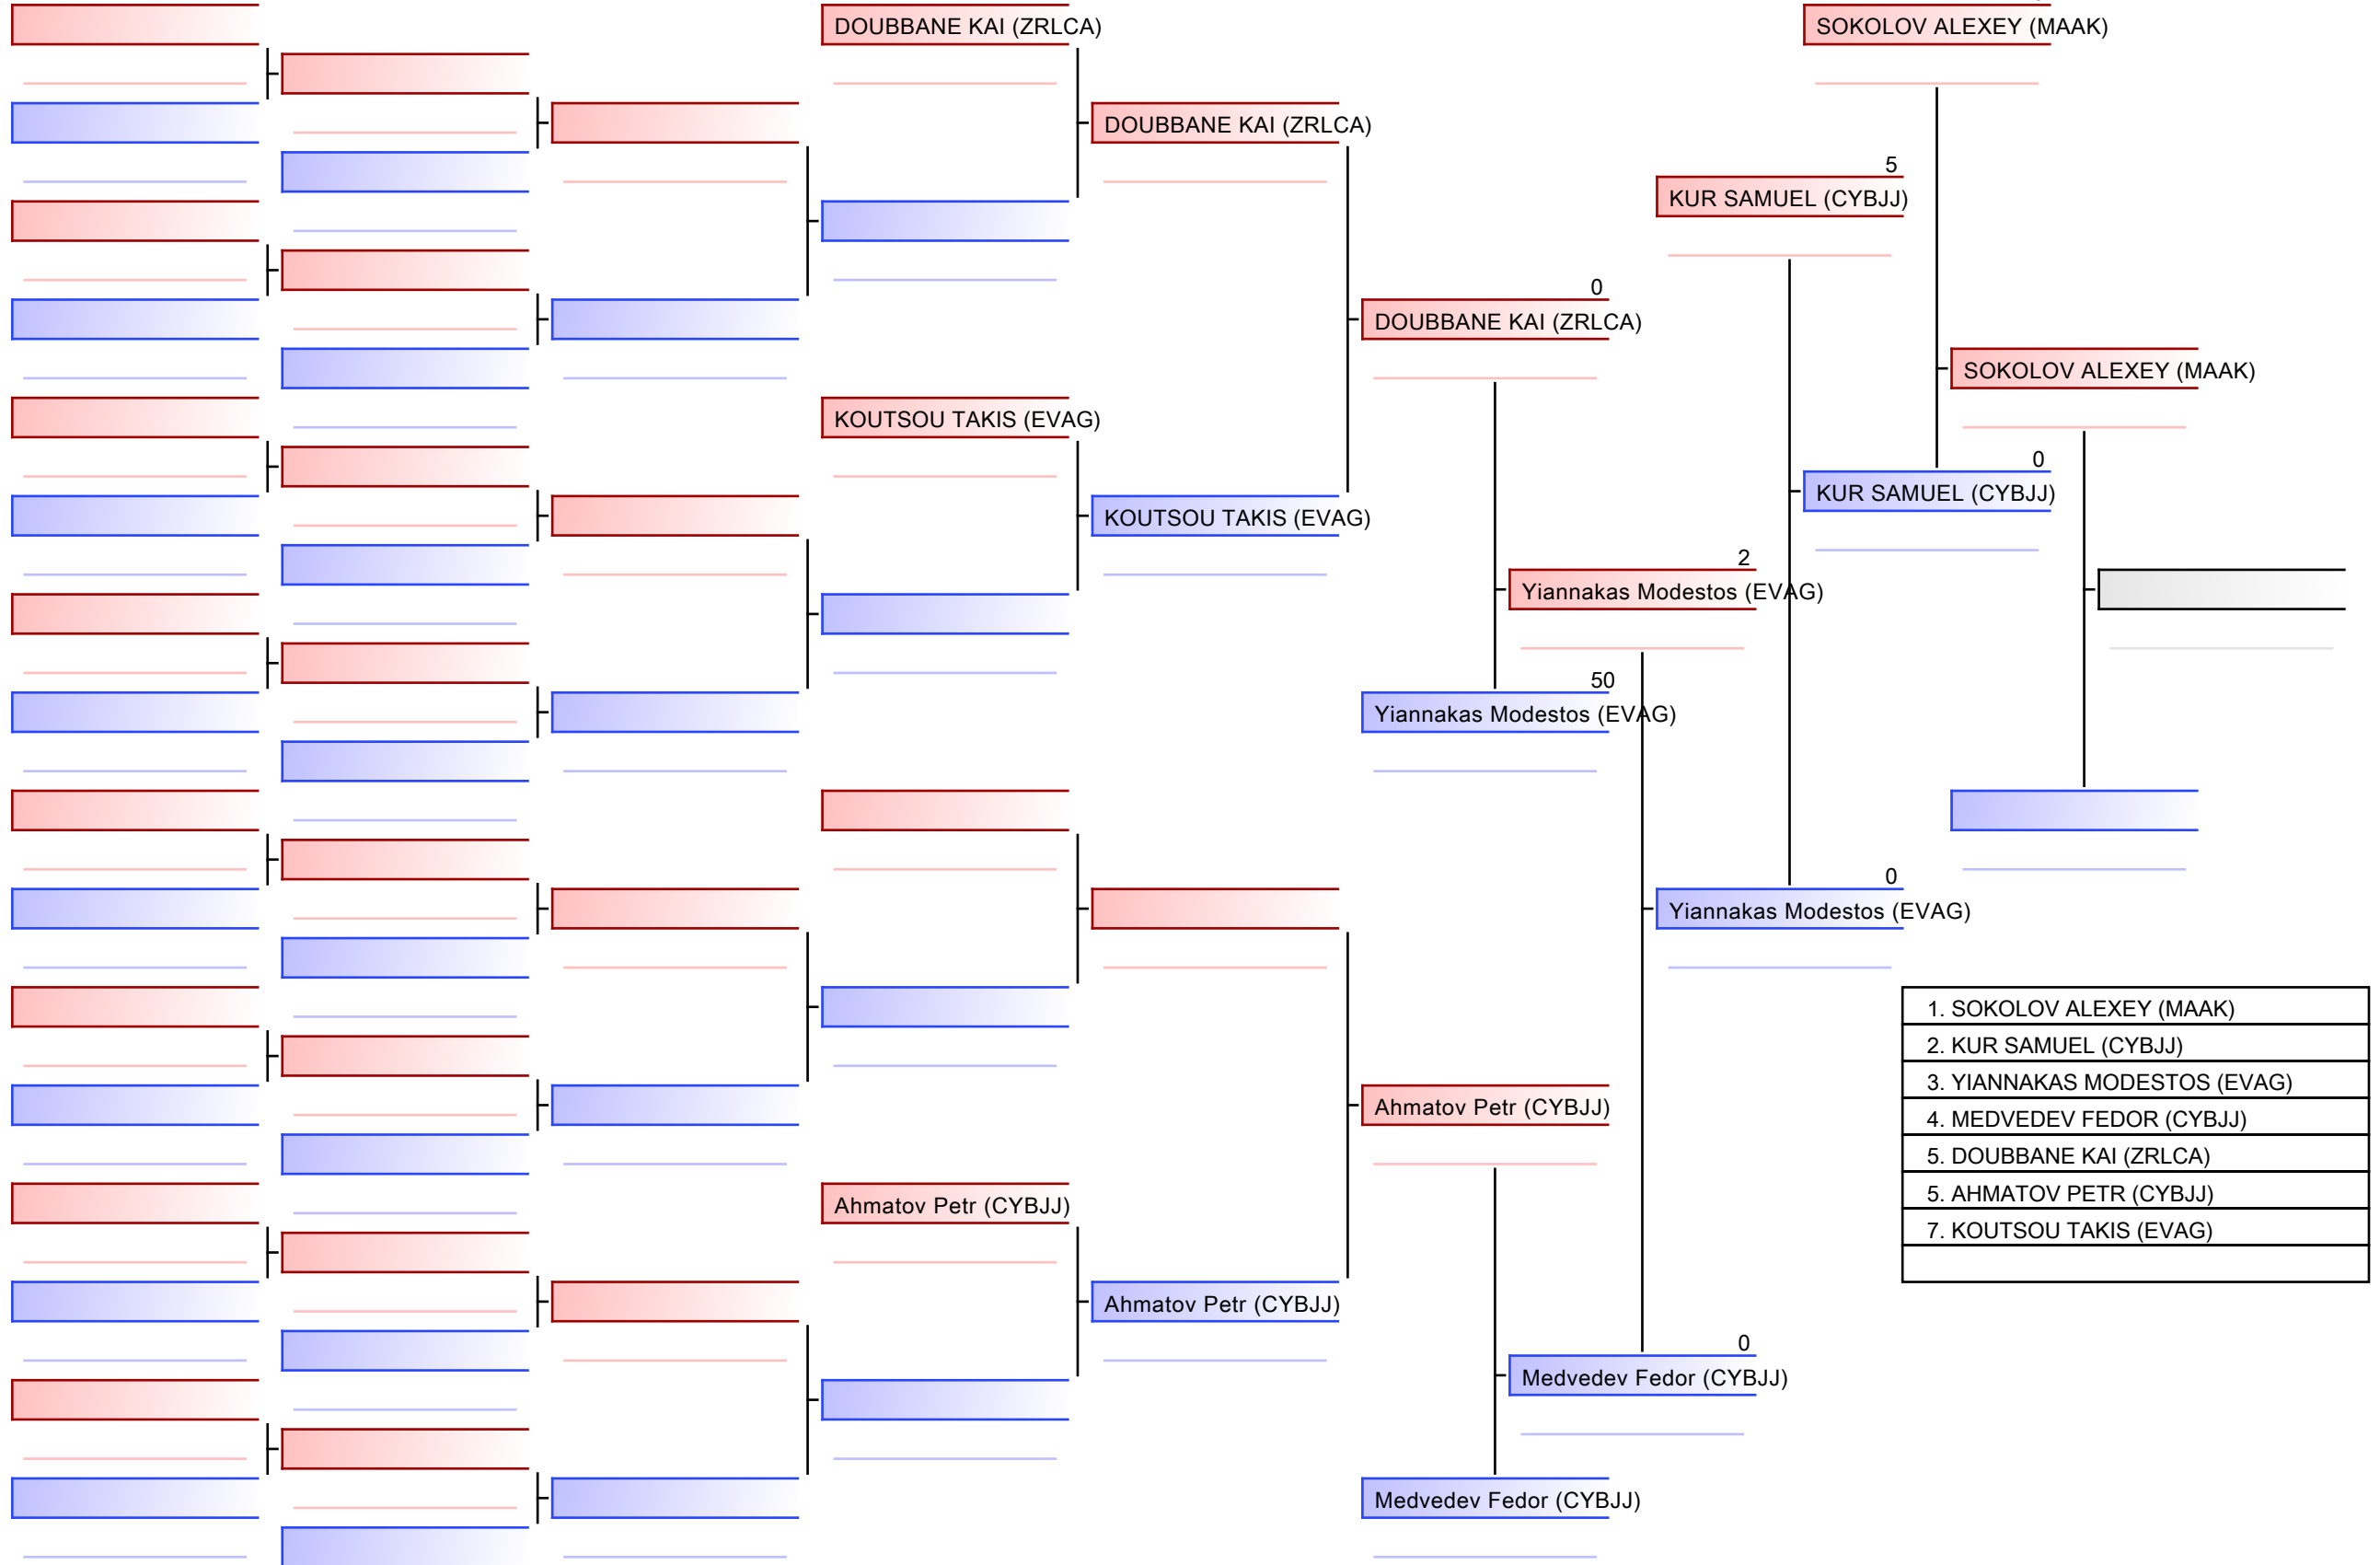 DOUBBANE KAI (ZRLCA)
SOKOLOV ALEXEY (MAAK)
DOUBBANE KAI (ZRLCA)
5
KUR SAMUEL (CYBJJ)
0
DOUBBANE KAI (ZRLCA)
SOKOLOV ALEXEY (MAAK)
KOUTSOU TAKIS (EVAG)
0
KUR SAMUEL (CYBJJ)
KOUTSOU TAKIS (EVAG)
2
Yiannakas Modestos (EVAG)
50
Yiannakas Modestos (EVAG)
0
Yiannakas Modestos (EVAG)
1. SOKOLOV ALEXEY (MAAK)
2. KUR SAMUEL (CYBJJ)
3. YIANNAKAS MODESTOS (EVAG)
4. MEDVEDEV FEDOR (CYBJJ)
5. DOUBBANE KAI (ZRLCA)
5. AHMATOV PETR (CYBJJ)
7. KOUTSOU TAKIS (EVAG)
Ahmatov Petr (CYBJJ)
Ahmatov Petr (CYBJJ)
Ahmatov Petr (CYBJJ)
0
Medvedev Fedor (CYBJJ)
Medvedev Fedor (CYBJJ)